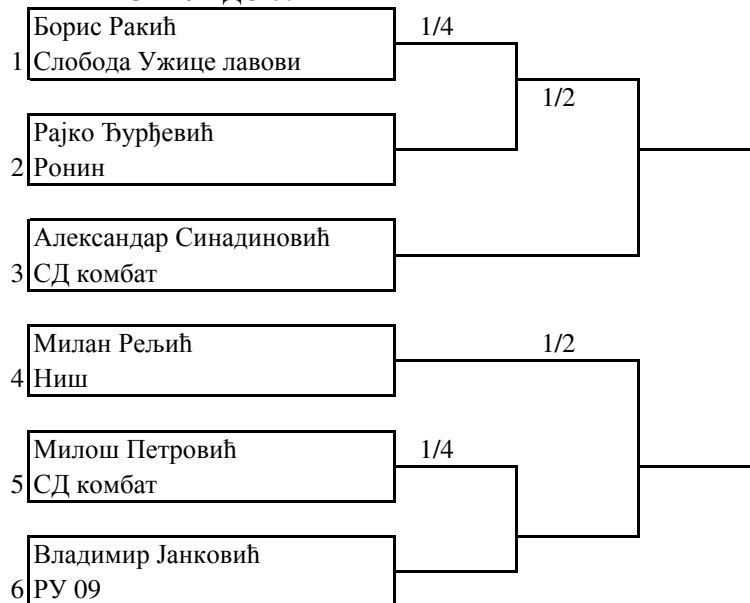 Борис Ракић
1/4
1 Слобода Ужице лавови
1/2
Рајко Ђурђевић
2 Ронин
Александар Синадиновић
3 СД комбат
Милан Рељић
1/2
4 Ниш
Милош Петровић
1/4
5 СД комбат
Владимир Јанковић
6 РУ 09